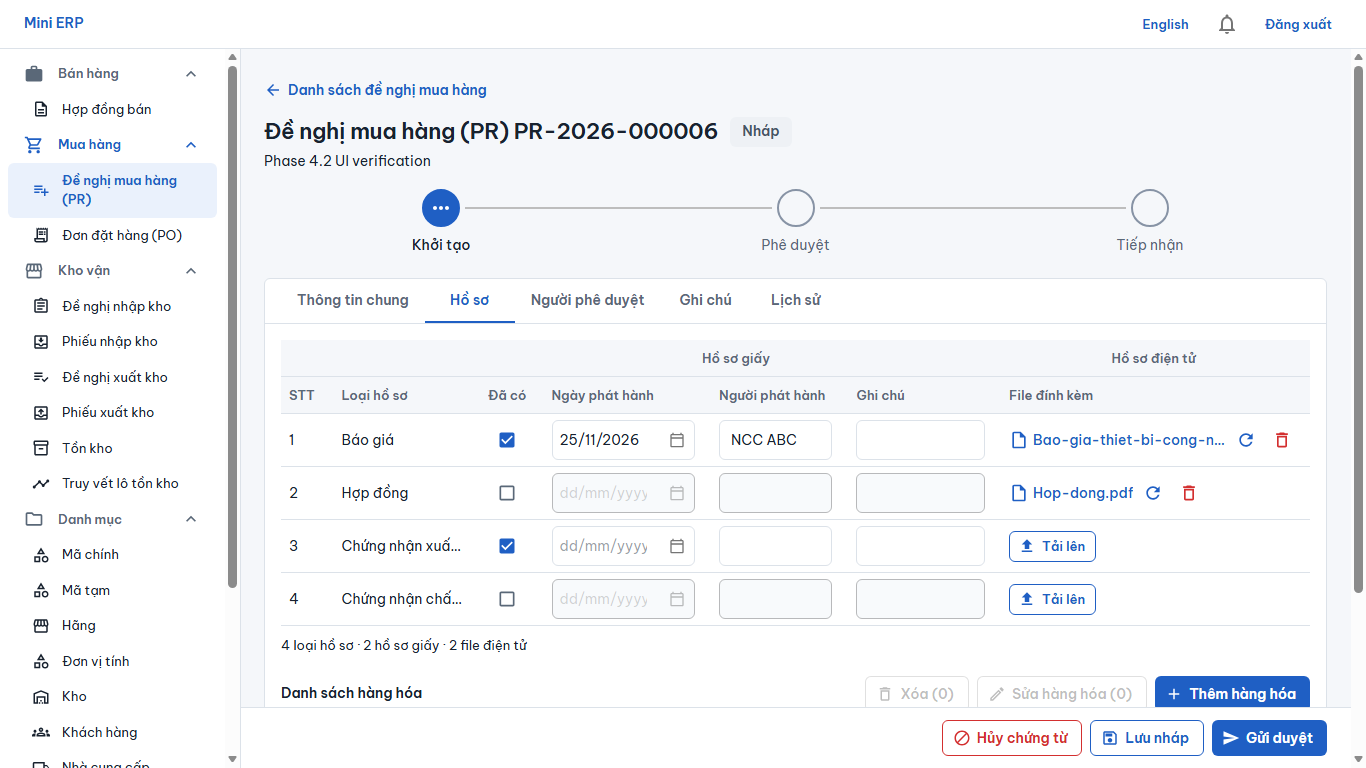 Mini ERP
English
Đăng xuất
Bán hàng
Hợp đồng bán
Mua hàng
Đề nghị mua hàng
(PR)
Đơn đặt hàng (PO)
Kho vận
Đề nghị nhập kho
Phiếu nhập kho
Đề nghị xuất kho
Phiếu xuất kho
Tồn kho
Truy vết lô tồn kho
Danh mục
Mã chính
Mã tạm
Hãng
Đơn vị tính
Kho
Khách hàng
Nhà cung cấp
Danh sách đề nghị mua hàng
Đề nghị mua hàng (PR) PR-2026-000006 Nháp
Phase 4.2 UI verification
Khởi tạo Phê duyệt Tiếp nhận
Thông tin chung Hồ sơ Người phê duyệt Ghi chú Lịch sử
Hồ sơ giấy Hồ sơ điện tử
STT Loại hồ sơ Đã có Ngày phát hành Người phát hành Ghi chú File đính kèm
1 Báo giá 25/11/2026 NCC ABC Bao-gia-thiet-bi-cong-n...
2 Hợp đồng dd/mm/yyyy Hop-dong.pdf
3 Chứng nhận xuấ... dd/mm/yyyy Tải lên
4 Chứng nhận chấ... dd/mm/yyyy Tải lên
4 loại hồ sơ · 2 hồ sơ giấy · 2 file điện tử
Danh sách hàng hóa Xóa (0) Sửa hàng hóa (0) Thêm hàng hóa
Hủy chứng từ Lưu nháp Gửi duyệt